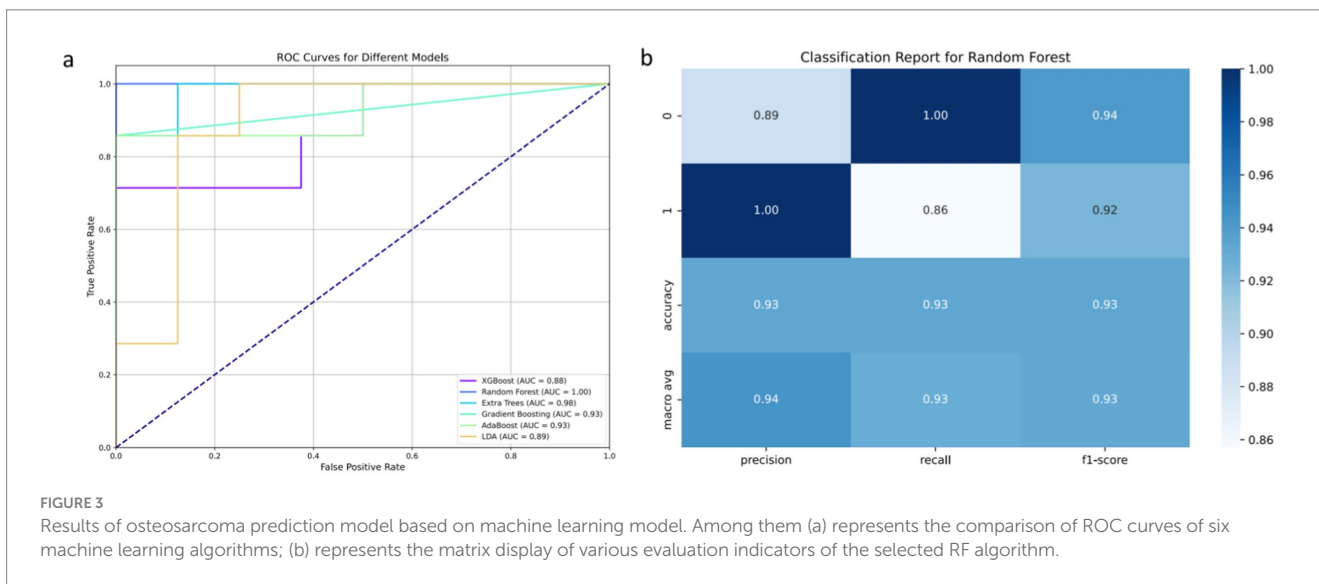 a
ROC Curves for Different Models
1.0
0.8
0.6
0.4
0.2
0.0
True Positive Rate
0.0 0.2 0.4 0.6 0.8 1.0
False Positive Rate
XGBoost (AUC = 0.88)
Random Forest (AUC = 1.00)
Extra Trees (AUC = 0.98)
Gradient Boosting (AUC = 0.93)
AdaBoost (AUC = 0.93)
LDA (AUC = 0.89)
b
Classification Report for Random Forest
0 0.89 1.00 0.94
1 1.00 0.86 0.92
accuracy 0.93 0.93 0.93
macro avg 0.94 0.93 0.93
precision recall f1-score
1.00
0.98
0.96
0.94
0.92
0.90
0.88
0.86
FIGURE 3
Results of osteosarcoma prediction model based on machine learning model. Among them (a) represents the comparison of ROC curves of six
machine learning algorithms; (b) represents the matrix display of various evaluation indicators of the selected RF algorithm.